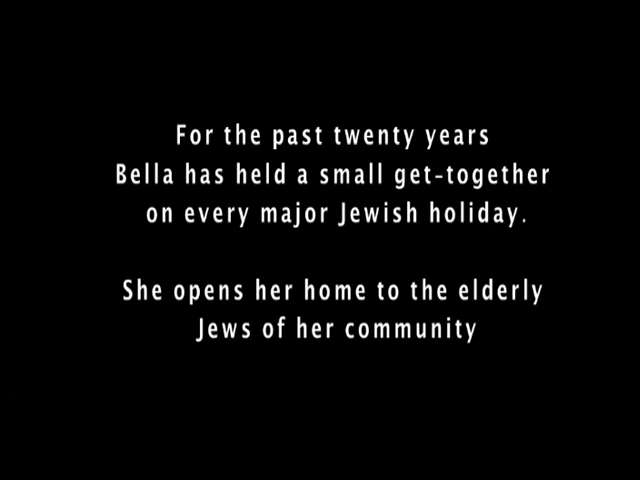 For the past twenty years
Bella has held a small get-together
on every major Jewish holiday.
She opens her home to the elderly
Jews of her community